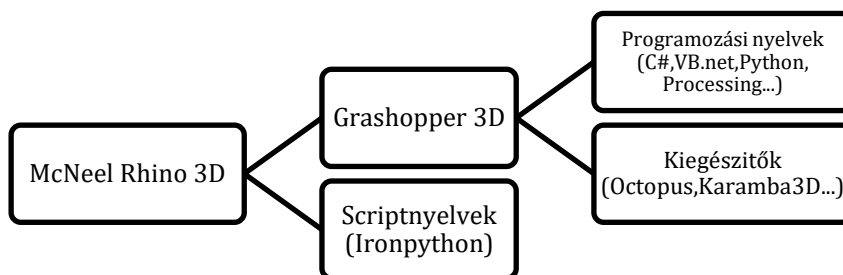 McNeel Rhino 3D
Grashopper 3D
Scriptnyelvek
(Ironpython)
Programozási nyelvek
(C#,VB.net,Python,
Processing...)
Kiegészitők
(Octopus,Karamba3D...)